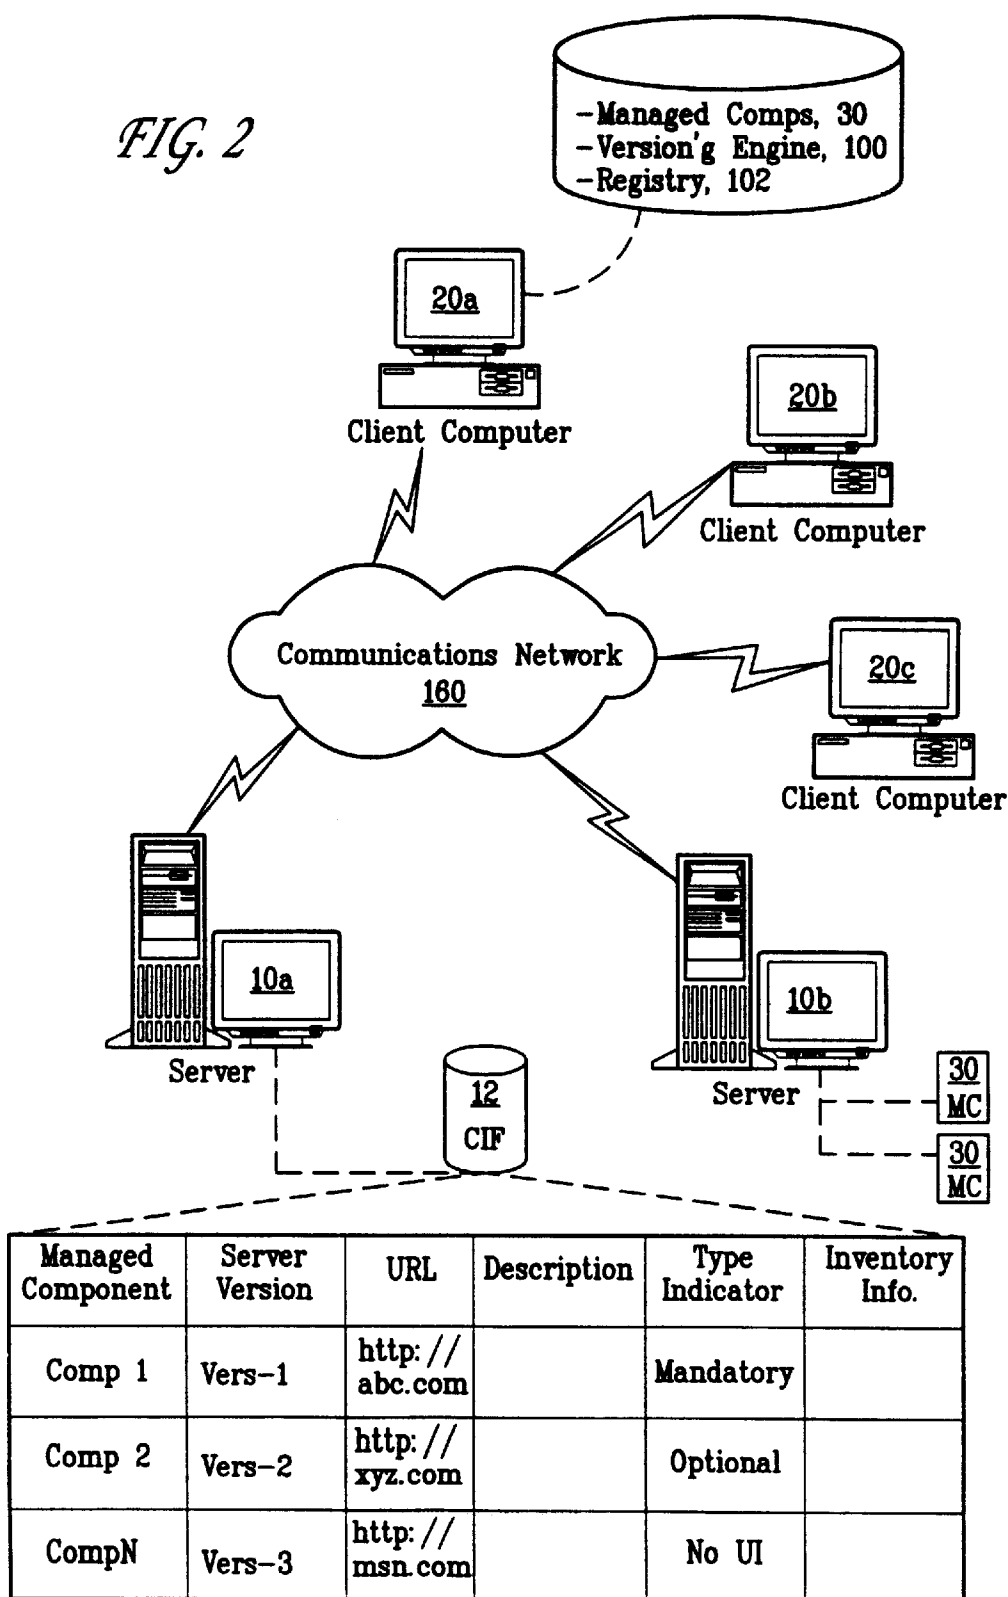 FIG. 2
-Managed Comps, 30
-Version'g Engine, 100
-Registry, 102
20a
Client Computer
20b
Client Computer
Communications Network
160
20c
Client Computer
10a
Server
10b
Server
30
MC
30
MC
12
CIF
Managed Component
Server Version
URL
Description
Type Indicator
Inventory Info.
Comp 1
Vers-1
http://
abc.com
Mandatory
Comp 2
Vers-2
http://
xyz.com
Optional
CompN
Vers-3
http://
msn.com
No UI